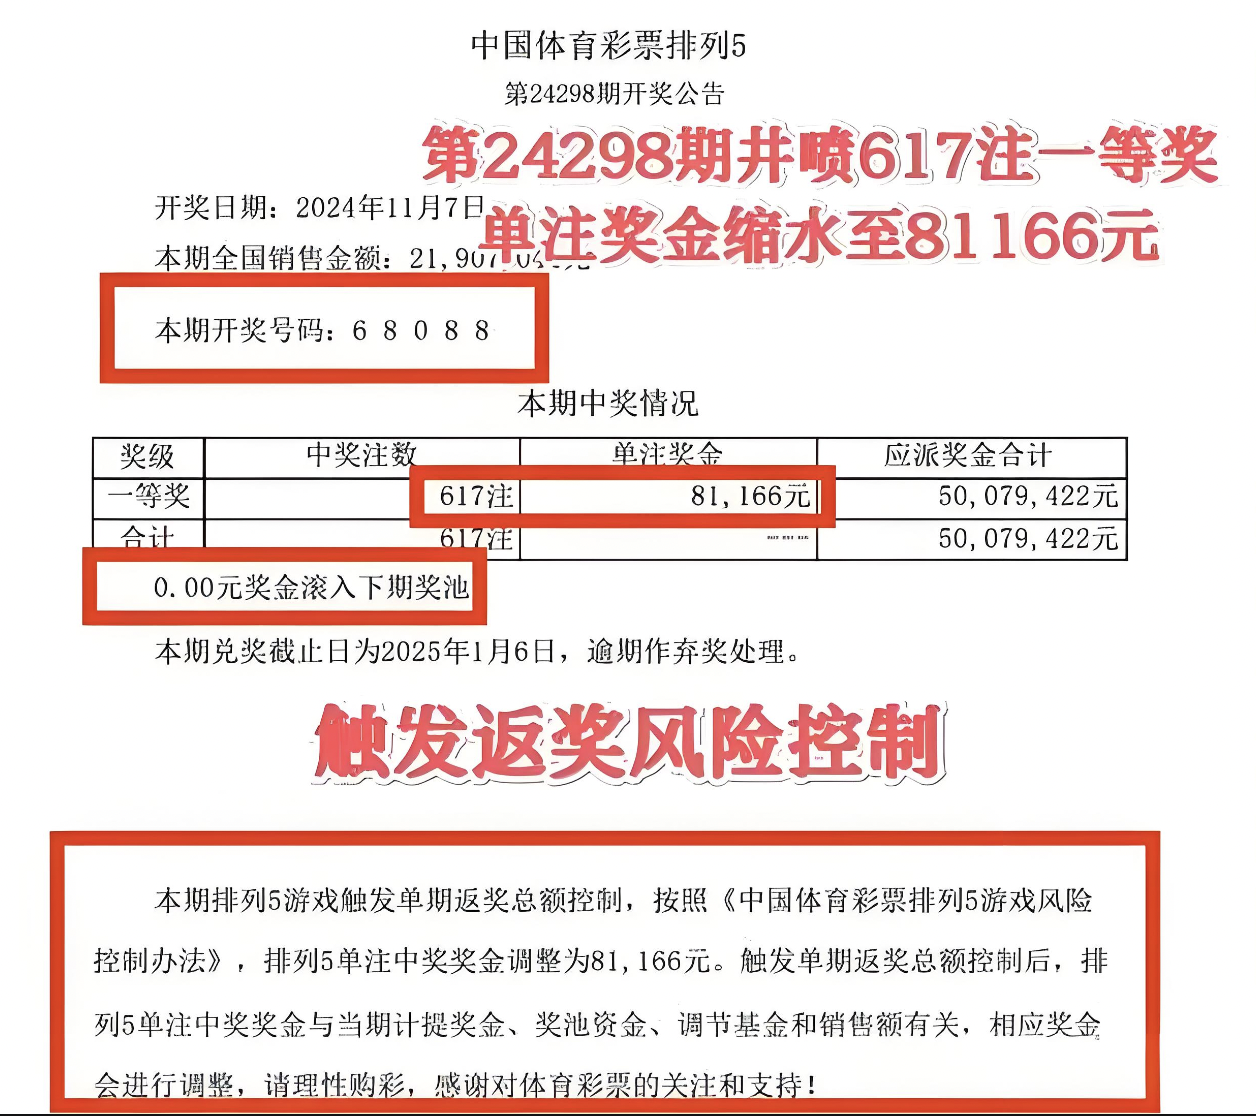 中国体育彩票排列5
第24298期开奖公告
第24298期井喷617注一等奖
开奖日期：2024年11月7日
单注奖金缩水至81166元
本期全国销售金额：21,907,0 元
本期开奖号码：6 8 0 8 8
本期中奖情况
奖级 中奖注数 单注奖金 应派奖金合计
一等奖 617注 81,166元 50,079,422元
合计 617注 --- --- --- 50,079,422元
0.00元奖金滚入下期奖池
本期兑奖截止日为2025年1月6日，逾期作弃奖处理。
触发返奖风险控制
本期排列5游戏触发单期返奖总额控制，按照《中国体育彩票排列5游戏风险
控制办法》，排列5单注中奖奖金调整为81,166元。触发单期返奖总额控制后，排
列5单注中奖奖金与当期计提奖金、奖池资金、调节基金和销售额有关，相应奖金
会进行调整，请理性购彩，感谢对体育彩票的关注和支持！